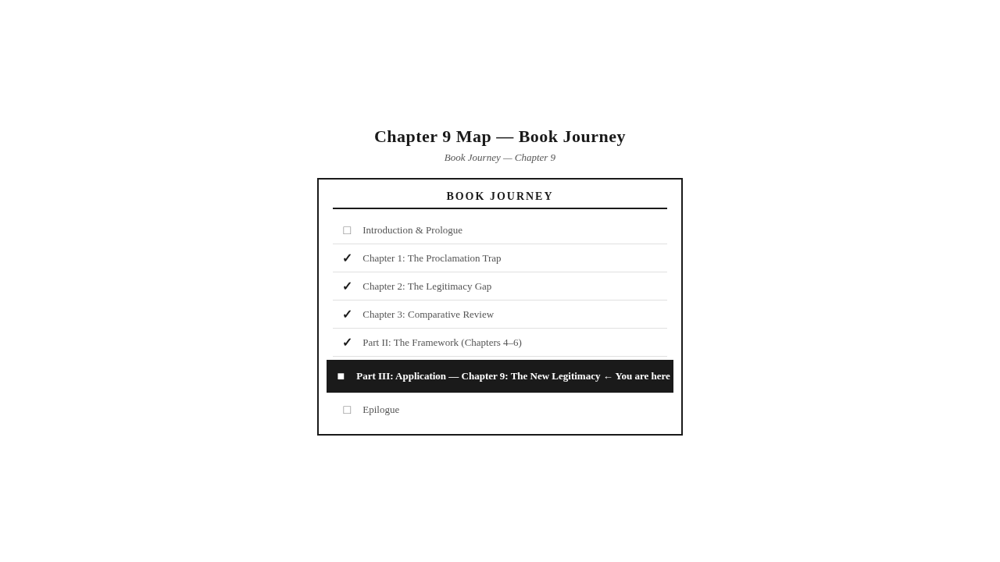 Chapter 9 Map — Book Journey
Book Journey — Chapter 9
BOOK JOURNEY
□ Introduction & Prologue
✓ Chapter 1: The Proclamation Trap
✓ Chapter 2: The Legitimacy Gap
✓ Chapter 3: Comparative Review
✓ Part II: The Framework (Chapters 4–6)
■ Part III: Application — Chapter 9: The New Legitimacy ← You are here
□ Epilogue